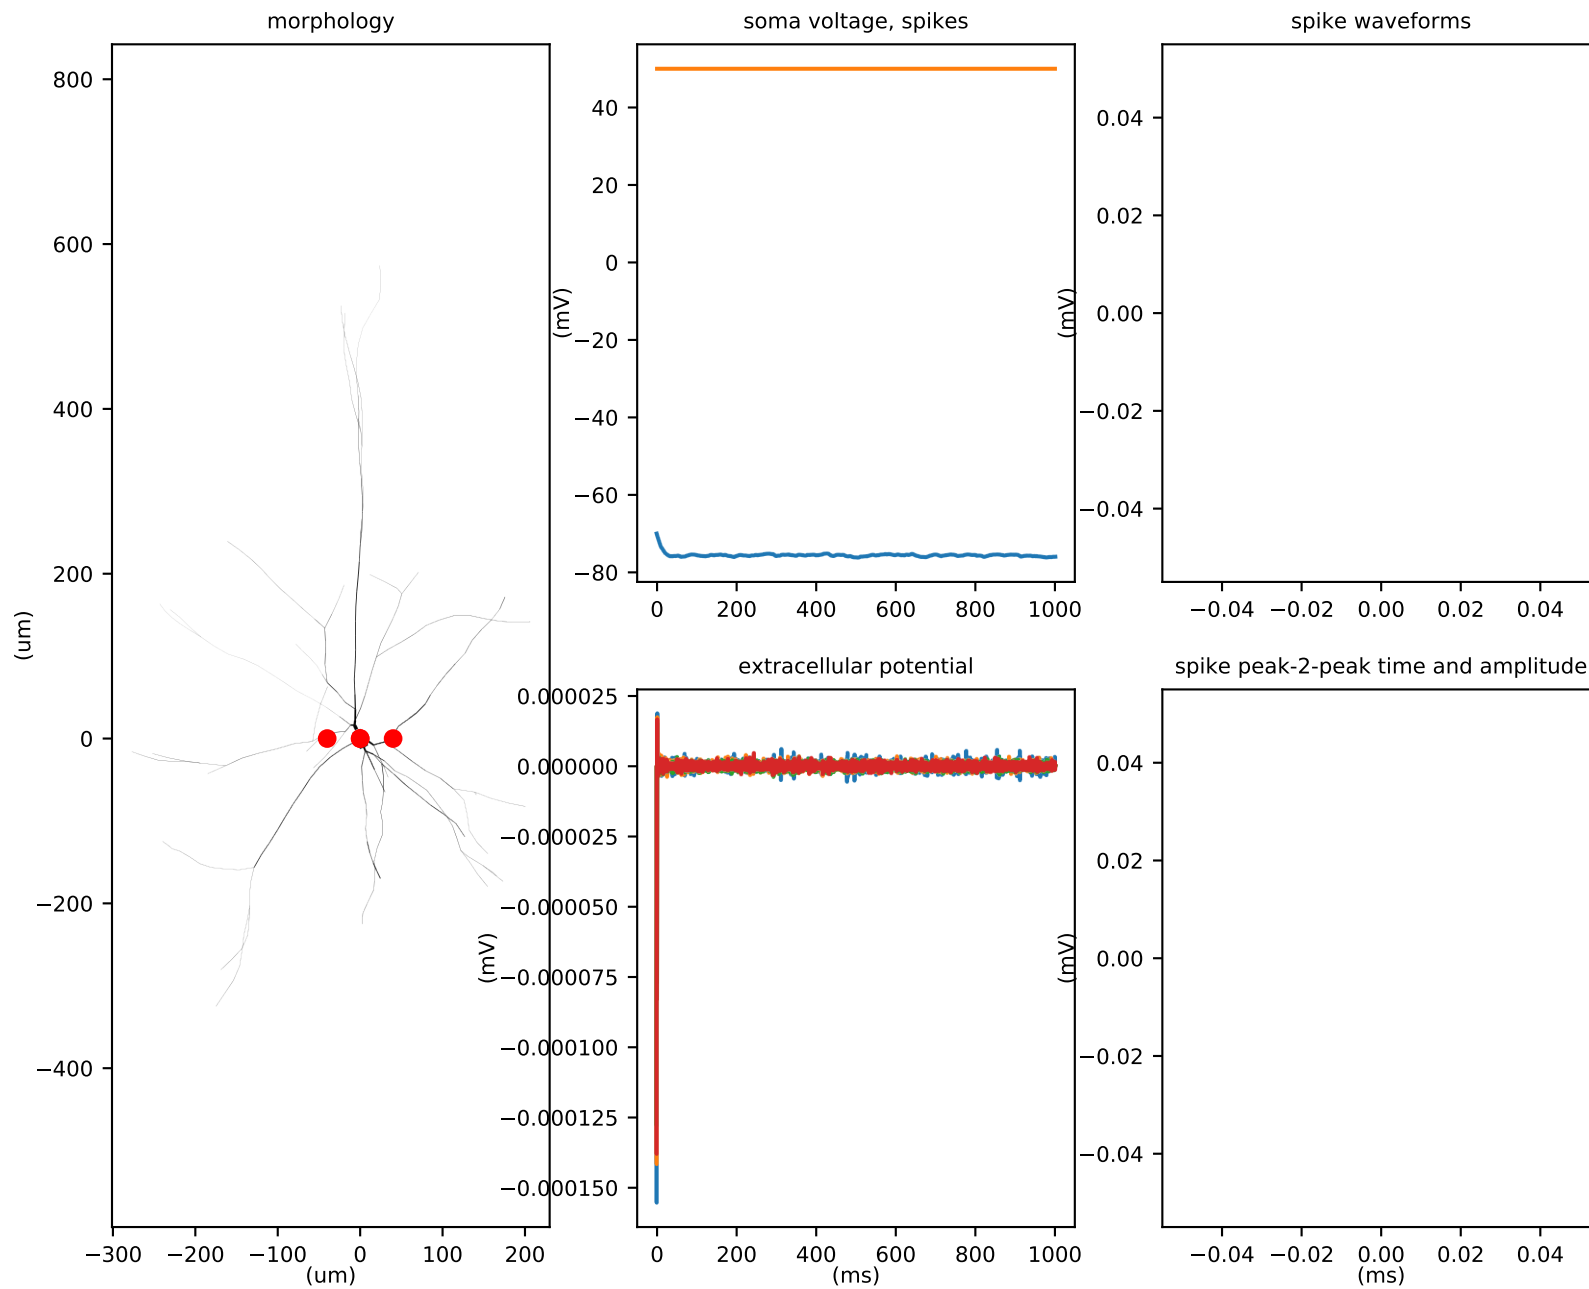 morphology
800
600
400
200
0
−200
−400
(um)
−300 −200 −100 0 100 200
(um)
soma voltage, spikes
40
20
0
−20
−40
−60
−80
(mV)
0 200 400 600 800 1000
spike waveforms
0.04
0.02
0.00
−0.02
−0.04
(mV)
−0.04 −0.02 0.00 0.02 0.04
extracellular potential
0.000025
0.000000
−0.000025
−0.000050
−0.000075
−0.000100
−0.000125
−0.000150
(mV)
0 200 400 600 800 1000
(ms)
spike peak-2-peak time and amplitude
0.04
0.02
0.00
−0.02
−0.04
(mV)
−0.04 −0.02 0.00 0.02 0.04
(ms)